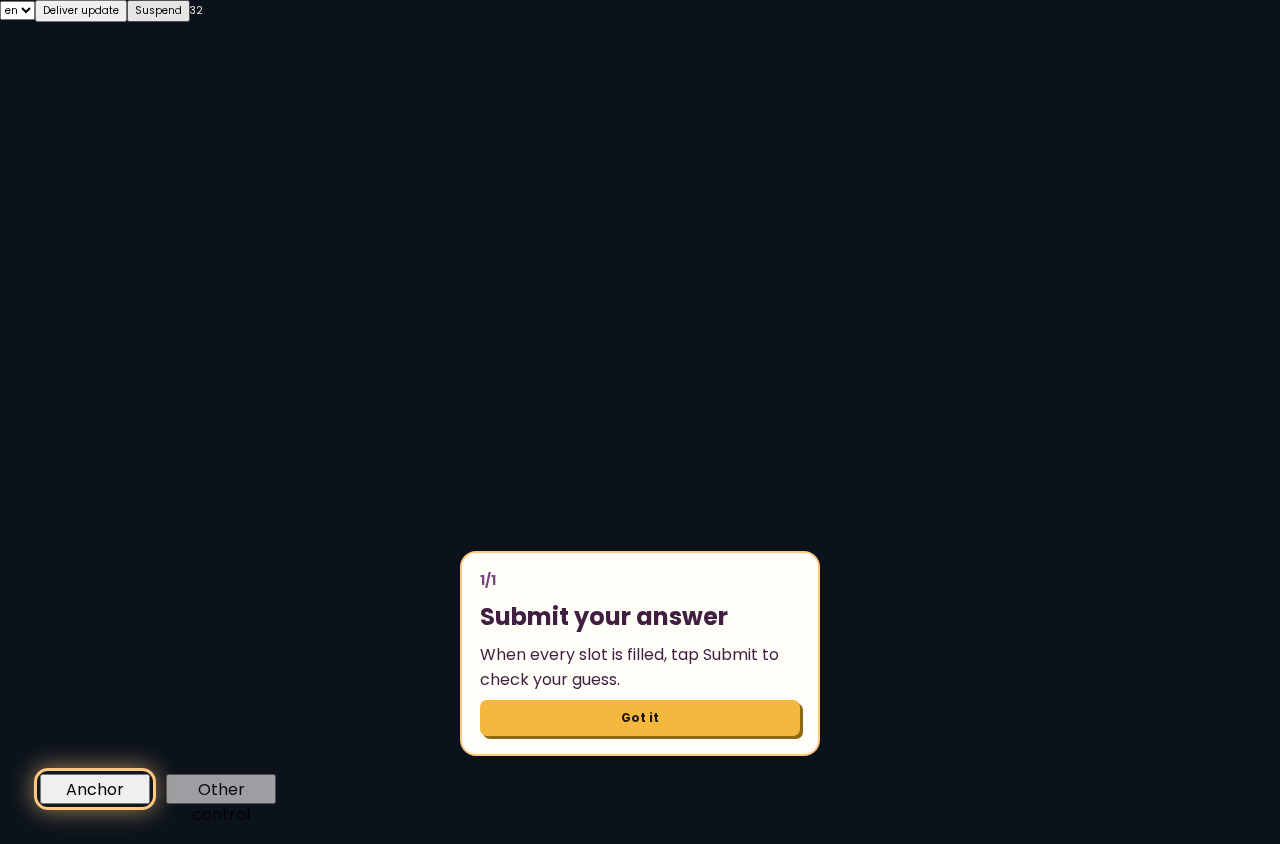 en Deliver update Suspend 32
1/1
Submit your answer
When every slot is filled, tap Submit to
check your guess.
Got it
Anchor Other
control